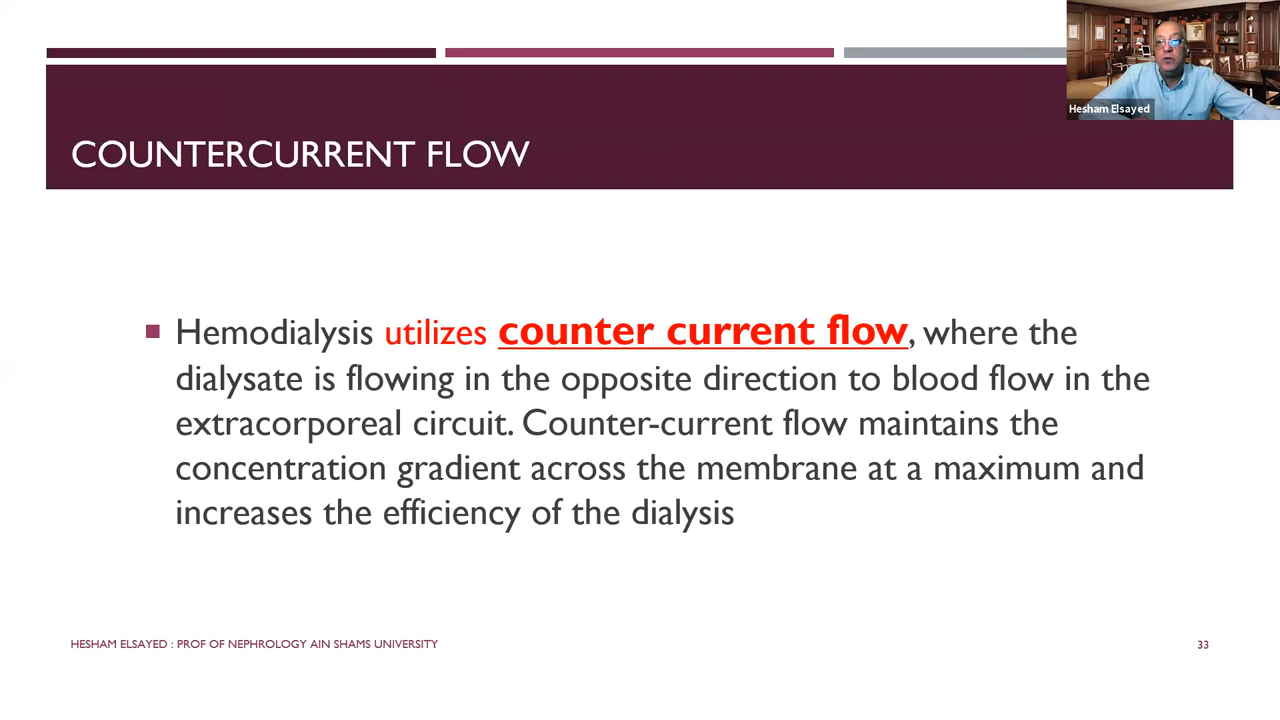 Hesham Elsayed
COUNTERCURRENT FLOW
Hemodialysis utilizes counter current flow, where the
dialysate is flowing in the opposite direction to blood flow in the
extracorporeal circuit. Counter-current flow maintains the
concentration gradient across the membrane at a maximum and
increases the efficiency of the dialysis
HESHAM ELSAYED : PROF OF NEPHROLOGY AIN SHAMS UNIVERSITY
33